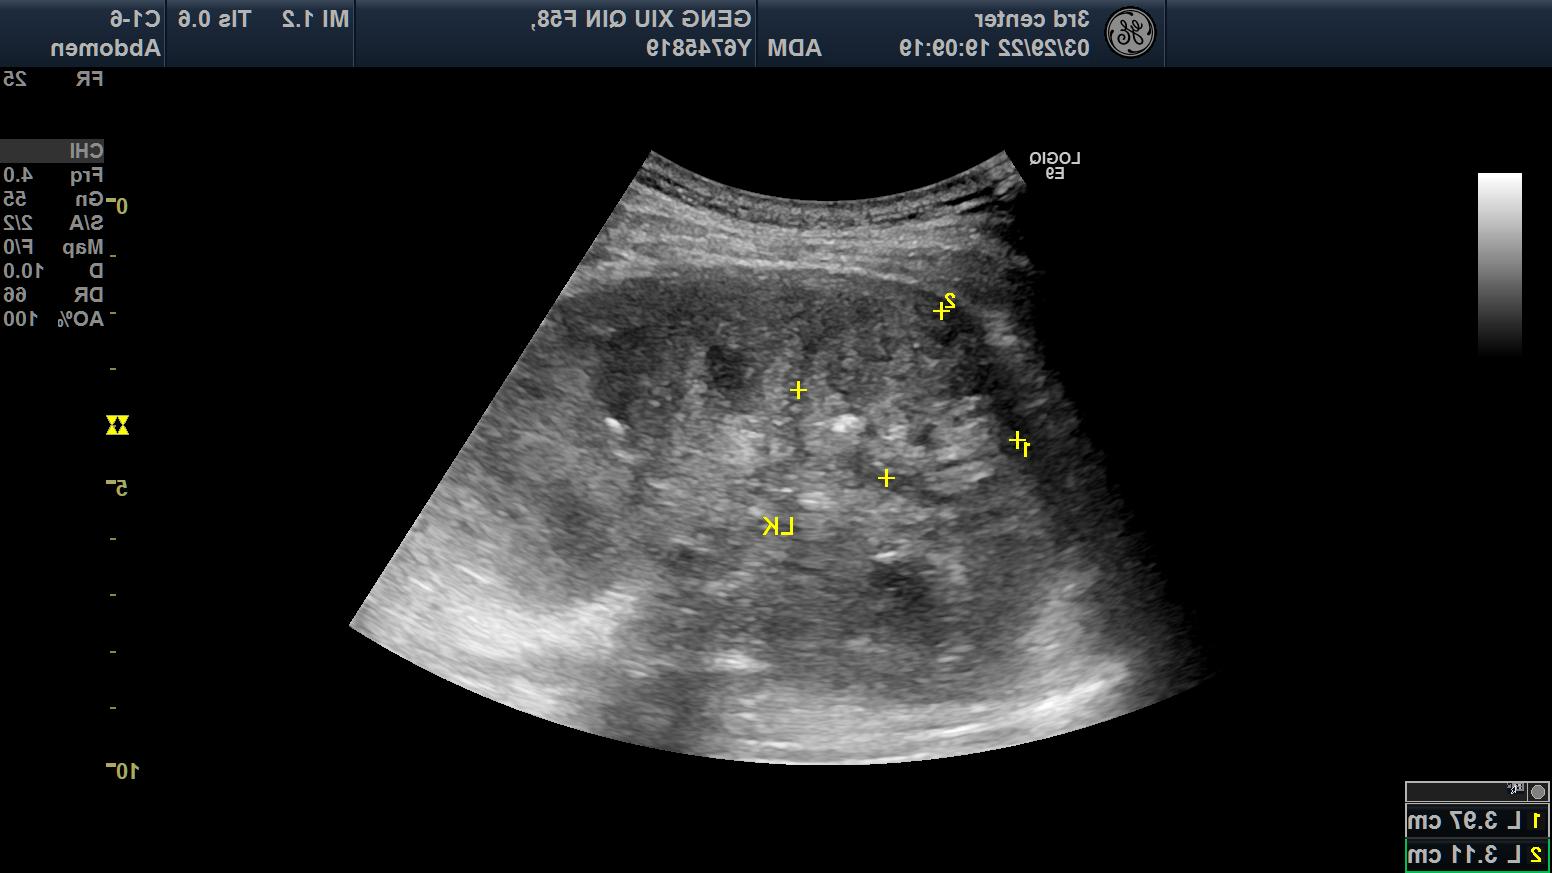 3rd center
03/29/22 19:09:19
ADM
GENG XIU QIN F58,
Y6745819
MI 1.2 TIs 0.6
C1-6
Abdomen
FR 25
CHI
Frq 4.0
Gn 55
S/A 2/2
Map F/0
D 10.0
DR 66
AO% 100
LOGIQ
E9
0
5
10
2
1
LK
1 L 3.97 cm
2 L 3.11 cm